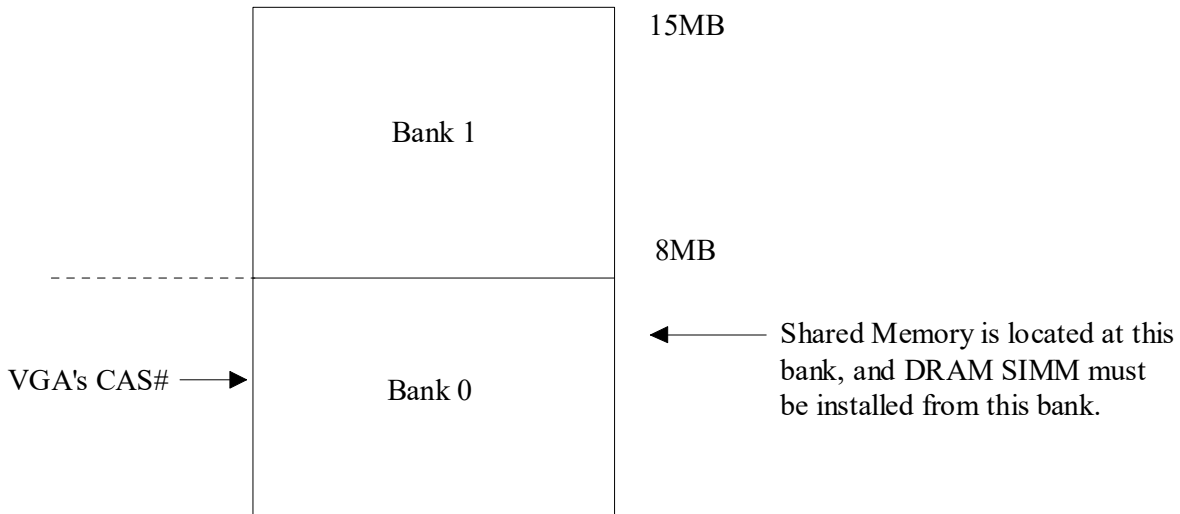 15MB
Bank 1
8MB
Shared Memory is located at this
bank, and DRAM SIMM must
be installed from this bank.
VGA's CAS#
Bank 0